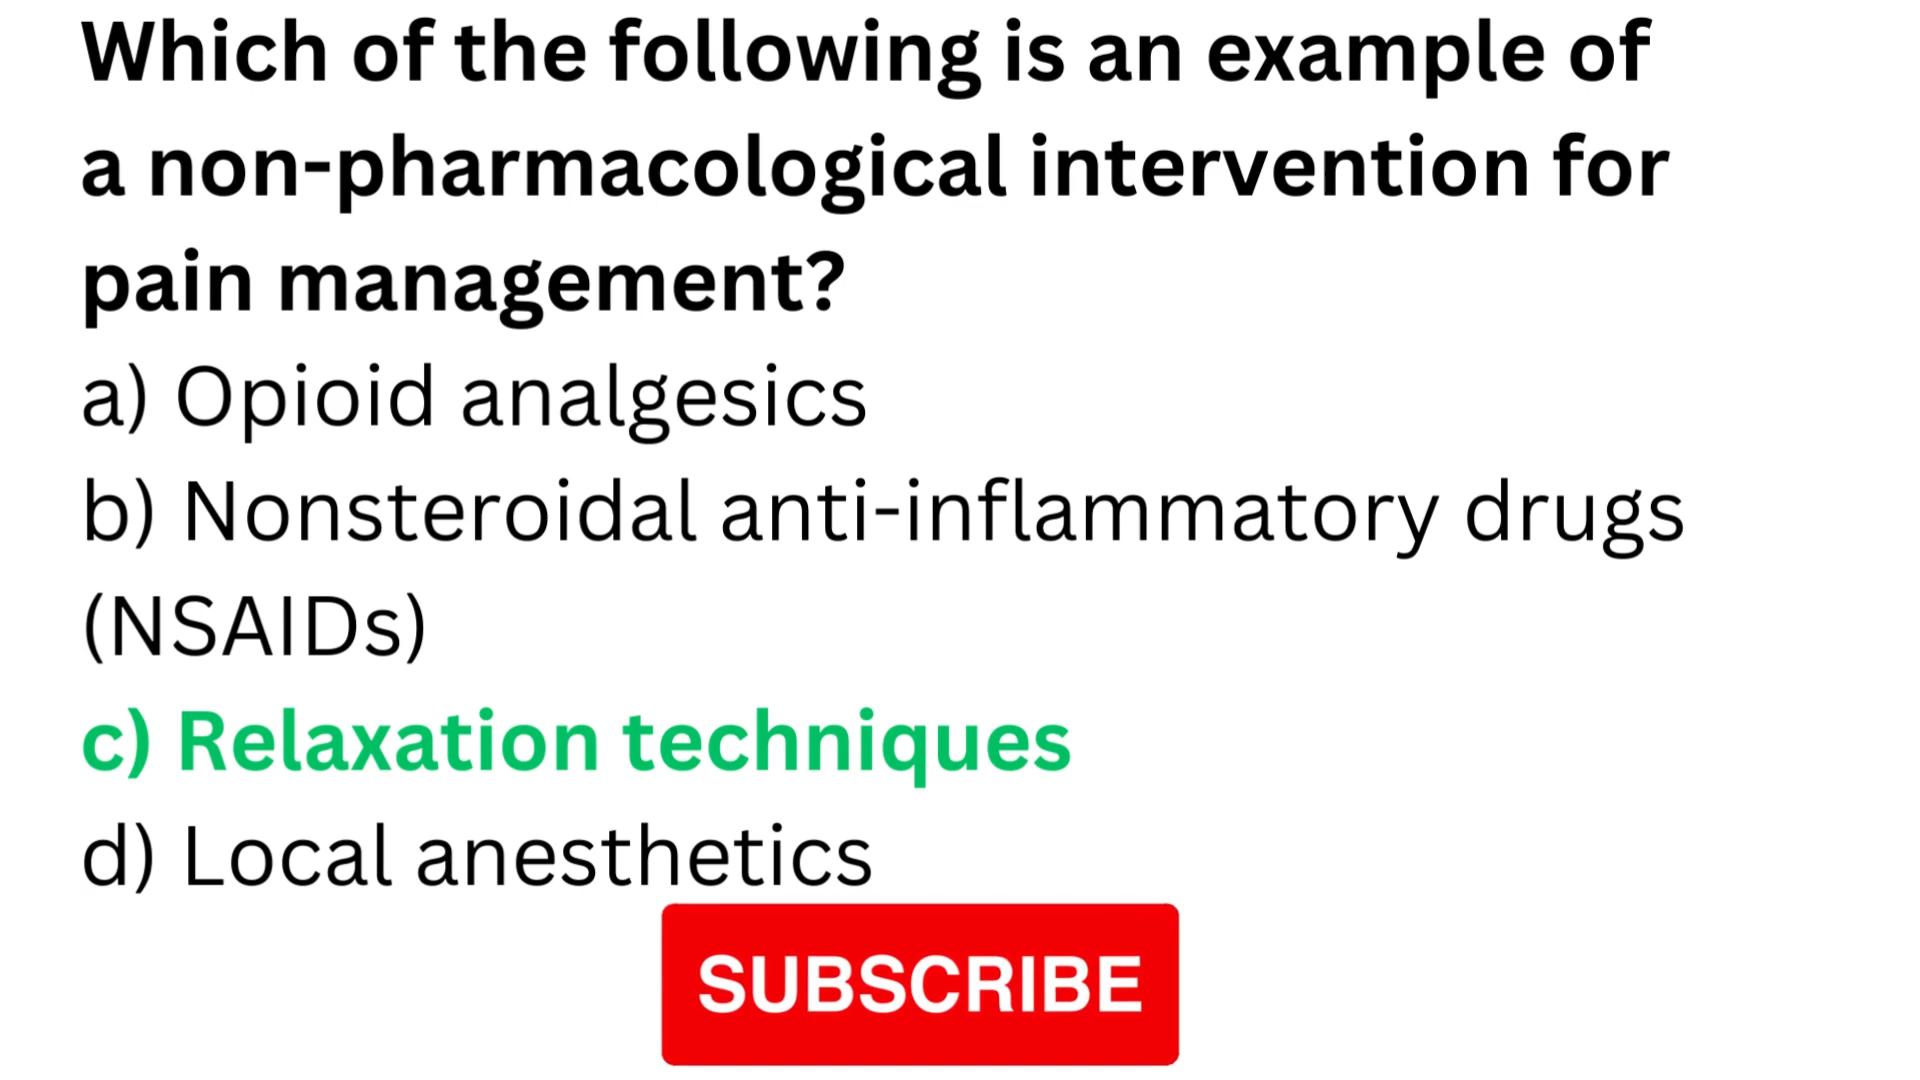 Which of the following is an example of
a non-pharmacological intervention for
pain management?
a) Opioid analgesics
b) Nonsteroidal anti-inflammatory drugs
(NSAIDs)
c) Relaxation techniques
d) Local anesthetics
SUBSCRIBE